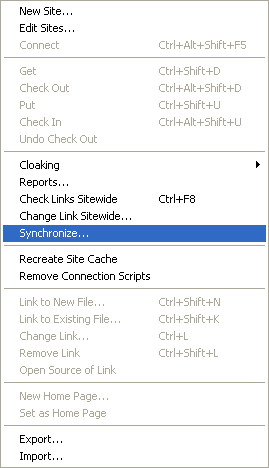 New Site...
Edit Sites...
Connect Ctrl+Alt+Shift+F5
Get Ctrl+Shift+D
Check Out Ctrl+Alt+Shift+D
Put Ctrl+Shift+U
Check In Ctrl+Alt+Shift+U
Undo Check Out
Cloaking
Reports...
Check Links Sitewide Ctrl+F8
Change Link Sitewide...
Synchronize...
Recreate Site Cache
Remove Connection Scripts
Link to New File... Ctrl+Shift+N
Link to Existing File... Ctrl+Shift+K
Change Link... Ctrl+L
Remove Link Ctrl+Shift+L
Open Source of Link
New Home Page...
Set as Home Page
Export...
Import...